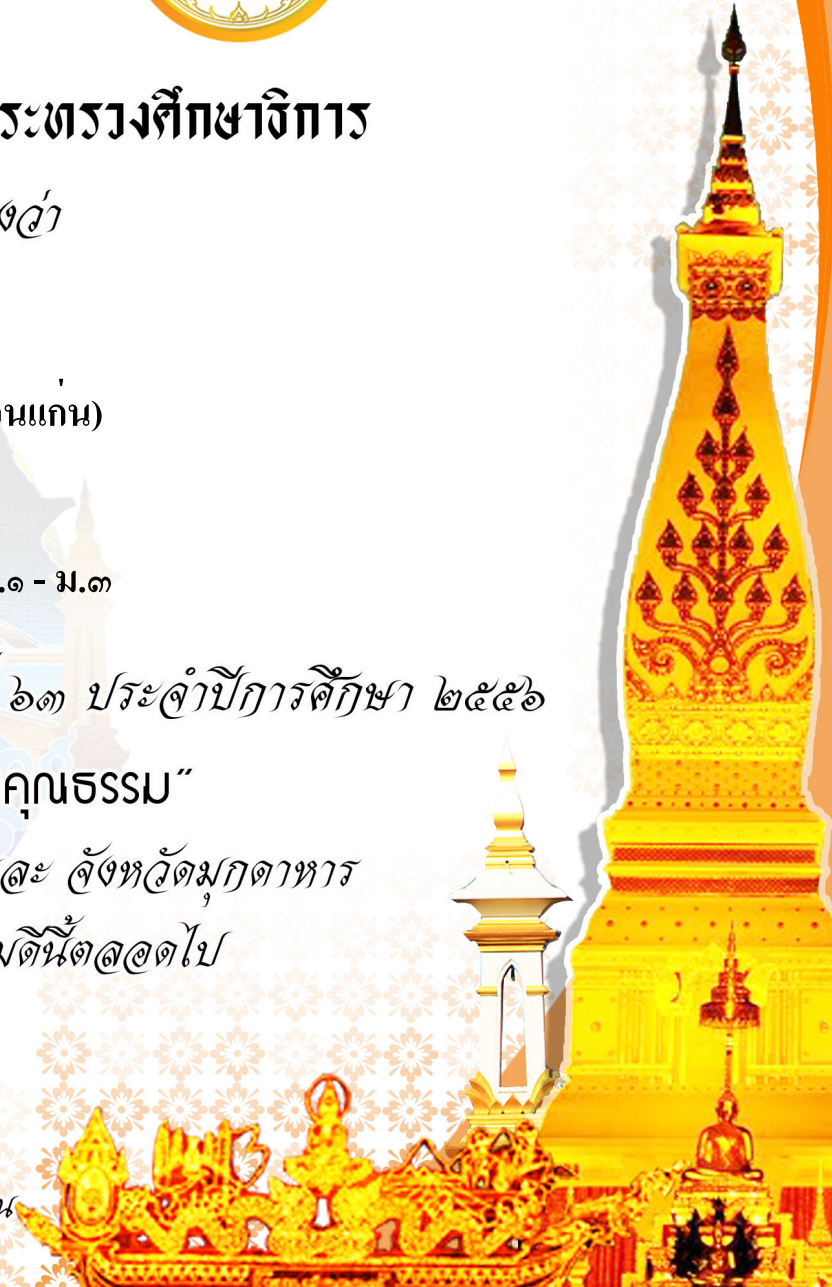 ระทรวงศึกษาธิการ
งว่า
อนแก่น)
.๑ - ม.๓
๖๓ ประจำปีการศึกษา ๒๕๕๖
คุณธรรม”
ละ จังหวัดมุกดาหาร
มดีนี้ตลอดไป
น